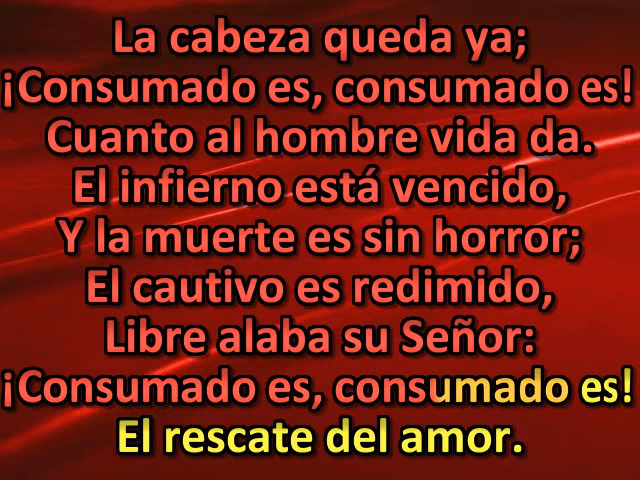 La cabeza queda ya;
¡Consumado es, consumado es!
Cuanto al hombre vida da.
El infierno está vencido,
Y la muerte es sin horror;
El cautivo es redimido,
Libre alaba su Señor:
¡Consumado es, consumado es!
El rescate del amor.